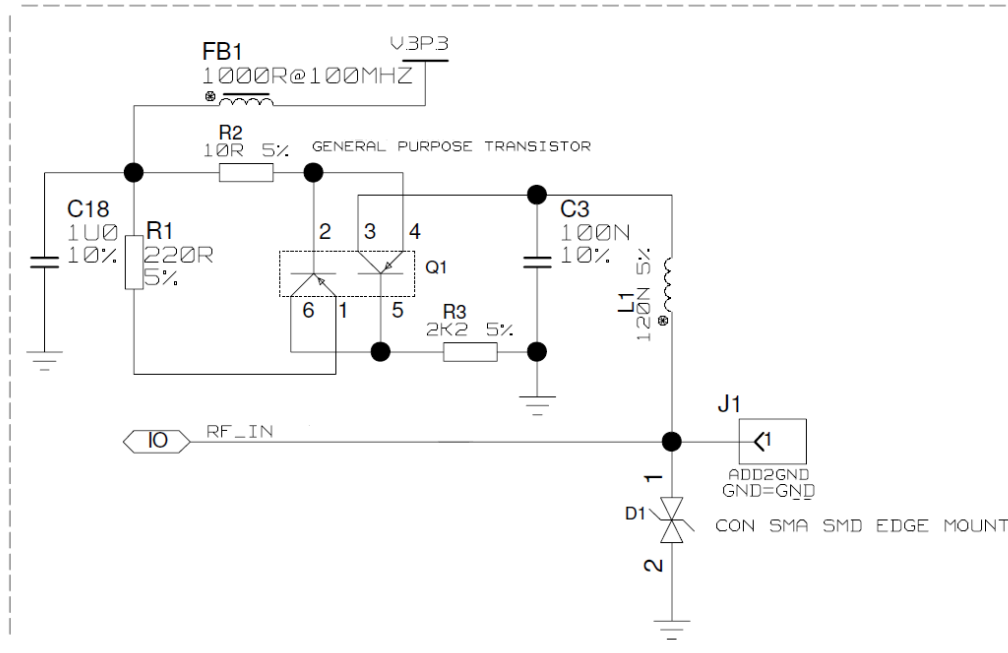 V3P3
FB1
1000R@100MHZ
R2
10R 5%
GENERAL PURPOSE TRANSISTOR
C18
1U0
10%
R1
220R
5%
2
3
4
Q1
6
1
5
R3
2K2 5%
C3
100N
10%
L1
120N 5%
J1
1
IO
RF_IN
ADD2GND
GND=GND
1
D1
CON SMA SMD EDGE MOUNT
2